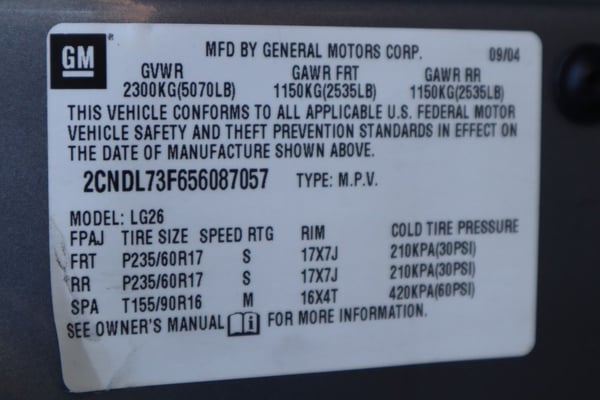 GM
MFD BY GENERAL MOTORS CORP. 09/04
GVWR GAWR FRT GAWR RR
2300KG(5070LB) 1150KG(2535LB) 1150KG(2535LB)
THIS VEHICLE CONFORMS TO ALL APPLICABLE U.S. FEDERAL MOTOR
VEHICLE SAFETY AND THEFT PREVENTION STANDARDS IN EFFECT ON
THE DATE OF MANUFACTURE SHOWN ABOVE.
2CNDL73F656087057 TYPE: M.P.V.
MODEL: LG26
FPAJ TIRE SIZE SPEED RTG RIM COLD TIRE PRESSURE
FRT P235/60R17 S 17X7J 210KPA(30PSI)
RR P235/60R17 S 17X7J 210KPA(30PSI)
SPA T155/90R16 M 16X4T 420KPA(60PSI)
SEE OWNER'S MANUAL i FOR MORE INFORMATION.